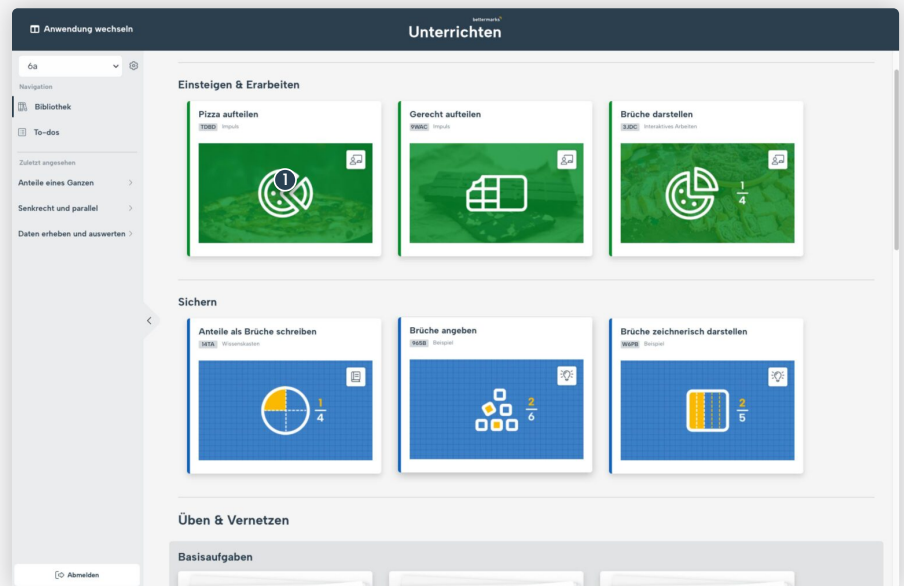 Anwendung wechseln
bettermarks
Unterrichten
6a
Navigation
Bibliothek
To-dos
Zuletzt angesehen
Anteile eines Ganzen
Senkrecht und parallel
Daten erheben und auswerten
Abmelden
Einsteigen & Erarbeiten
Pizza aufteilen
TDBD Impuls
1
Gerecht aufteilen
9WAC Impuls
Brüche darstellen
3JDC Interaktives Arbeiten
1
4
Sichern
Anteile als Brüche schreiben
14TA Wissenskasten
1
4
Brüche angeben
965B Beispiel
2
6
Brüche zeichnerisch darstellen
W6PB Beispiel
2
5
Üben & Vernetzen
Basisaufgaben